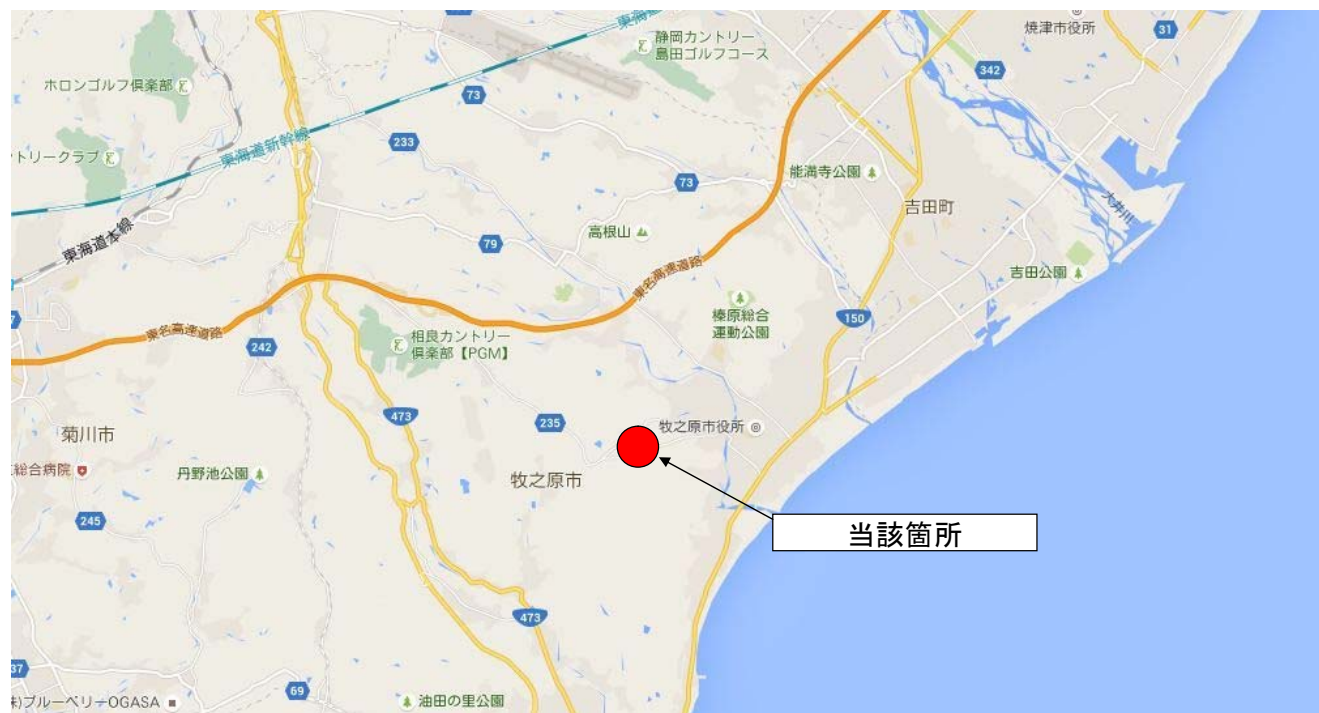 東海道
静岡カントリー
島田ゴルフコース
焼津市役所
31
342
ホロンゴルフ倶楽部
73
233
東海道新幹線
トリークラブ
73
能満寺公園
吉田町
大井川
東海道本線
高根山
79
吉田公園
東名高速道路
榛原総合
運動公園
150
東名高速道路
242
相良カントリー
倶楽部【PGM】
473
235
牧之原市役所
菊川市
総合病院
丹野池公園
牧之原市
245
当該箇所
473
37
69
ブルーベリーOGASA
油田の里公園